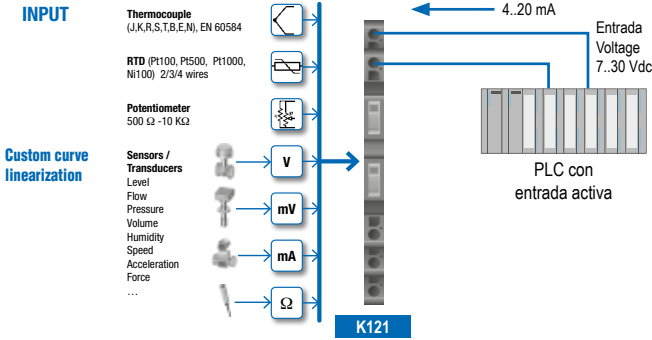 INPUT
Thermocouple
(J,K,R,S,T,B,E,N), EN 60584
RTD (Pt100, Pt500, Pt1000,
Ni100) 2/3/4 wires
Potentiometer
500 Ω -10 KΩ
Custom curve
linearization
Sensors /
Transducers
Level
Flow
Pressure
Volume
Humidity
Speed
Acceleration
Force
...
V
mV
mA
Ω
K121
4..20 mA
Entrada
Voltage
7..30 Vdc
PLC con
entrada activa